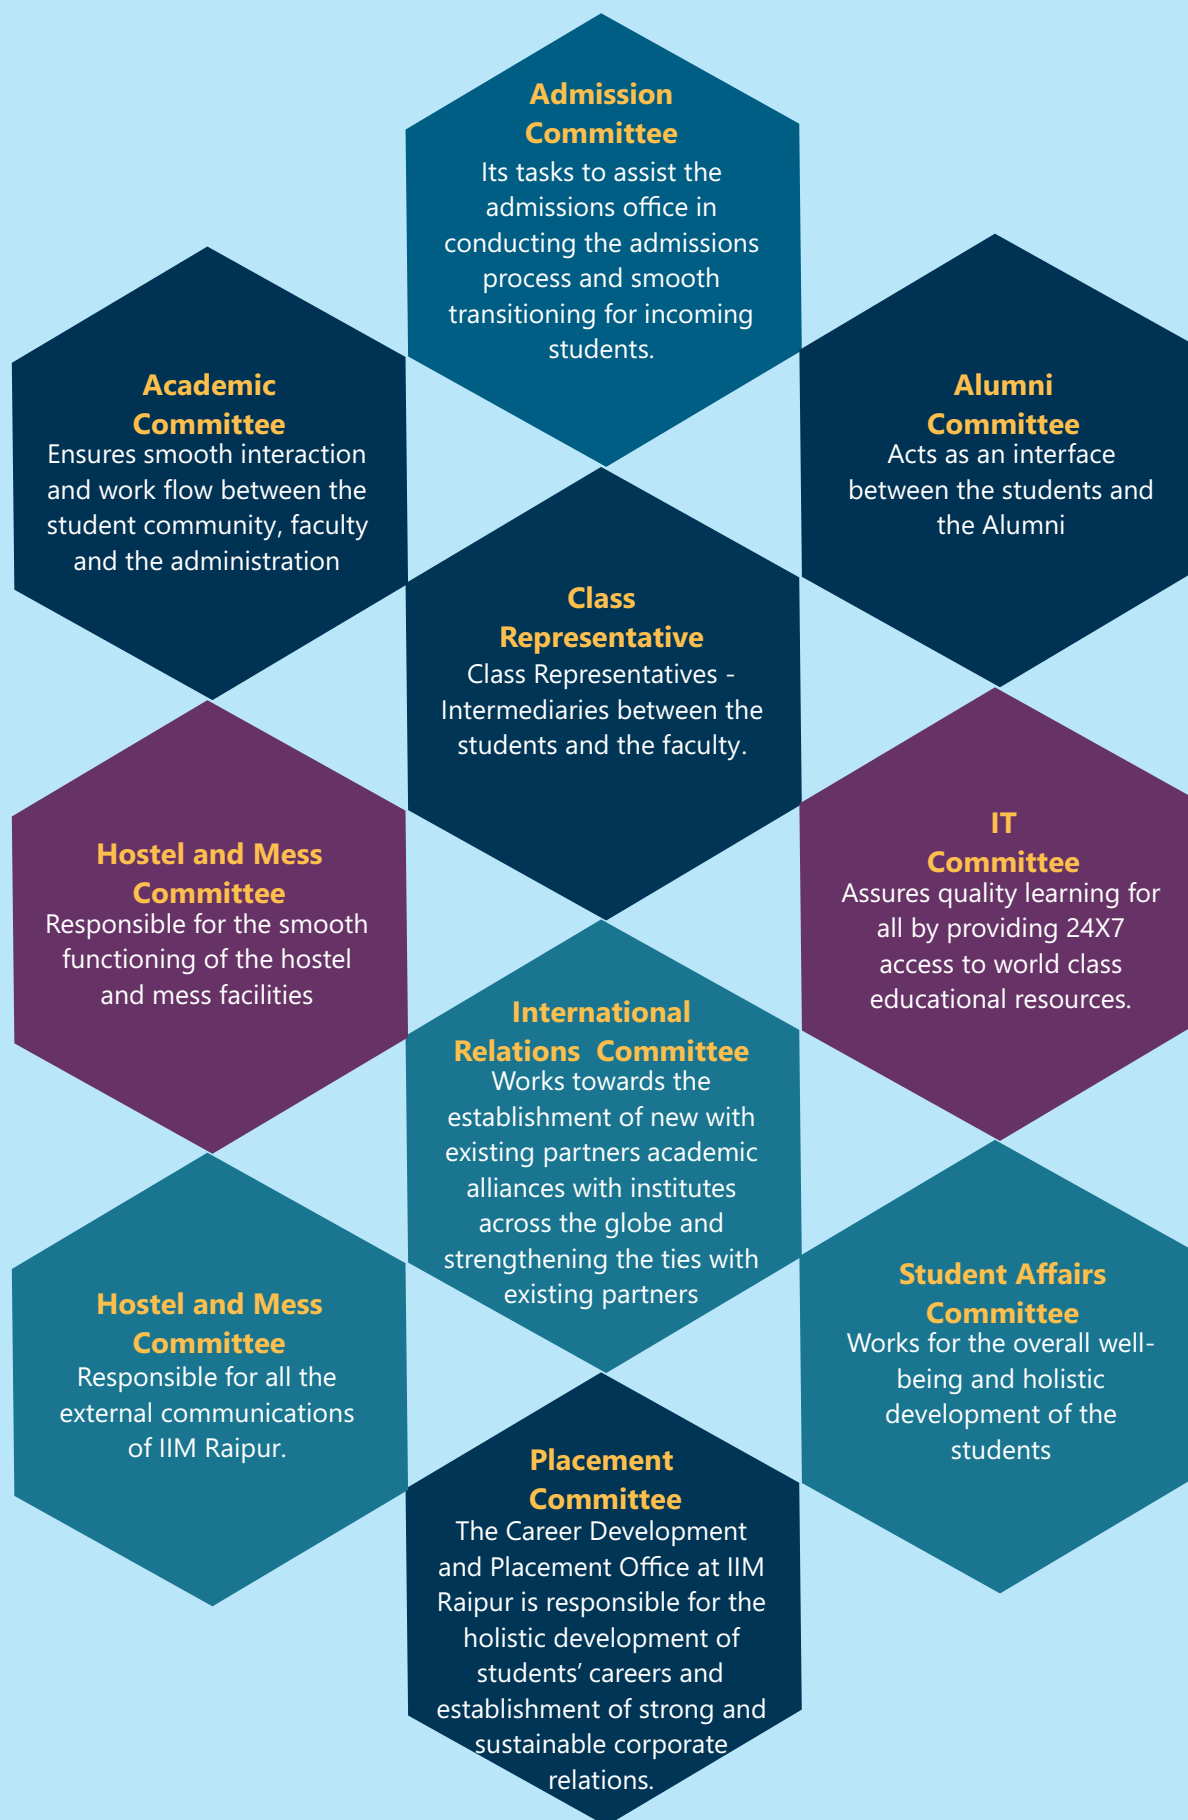 Admission
Committee
Its tasks to assist the
admissions office in
conducting the admissions
process and smooth
transitioning for incoming
students.
Academic
Committee
Ensures smooth interaction
and work flow between the
student community, faculty
and the administration
Alumni
Committee
Acts as an interface
between the students and
the Alumni
Class
Representative
Class Representatives -
Intermediaries between the
students and the faculty.
Hostel and Mess
Committee
Responsible for the smooth
functioning of the hostel
and mess facilities
IT
Committee
Assures quality learning for
all by providing 24X7
access to world class
educational resources.
International
Relations  Committee
Works towards the
establishment of new with
existing partners academic
alliances with institutes
across the globe and
strengthening the ties with
existing partners
Hostel and Mess
Committee
Responsible for all the
external communications
of IIM Raipur.
Student Affairs
Committee
Works for the overall well-
being and holistic
development of the
students
Placement
Committee
The Career Development
and Placement Office at IIM
Raipur is responsible for the
holistic development of
students’ careers and
establishment of strong and
sustainable corporate
relations.